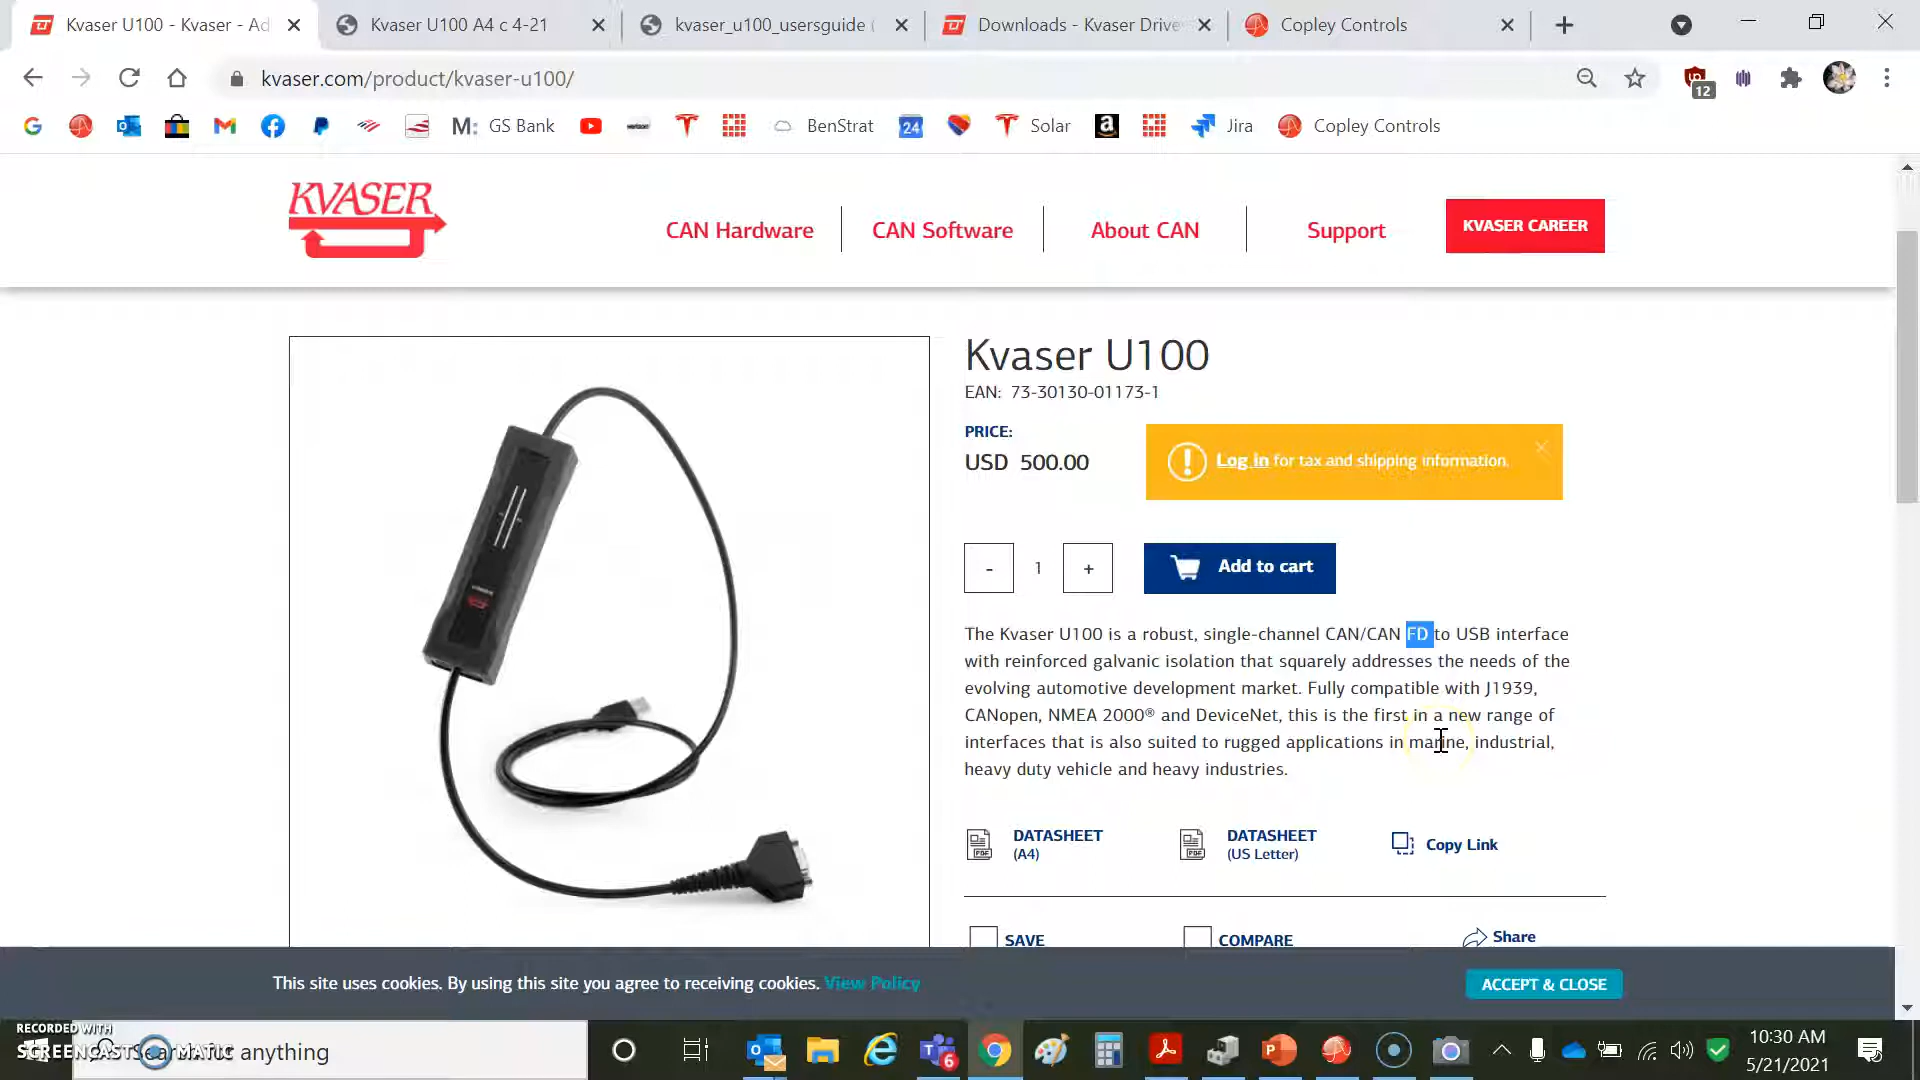 Kvaser U100 - Kvaser - Ad
Kvaser U100 A4 c 4-21
kvaser_u100_usersguide (
Downloads - Kvaser Drive
Copley Controls
kvaser.com/product/kvaser-u100/
12
M: GS Bank
BenStrat
24
Solar
Jira
Copley Controls
KVASER
CAN Hardware
CAN Software
About CAN
Support
KVASER CAREER
Kvaser U100
EAN: 73-30130-01173-1
PRICE:
USD 500.00
Log in for tax and shipping information.
- 1 +
Add to cart
The Kvaser U100 is a robust, single-channel CAN/CAN FD to USB interface
with reinforced galvanic isolation that squarely addresses the needs of the
evolving automotive development market. Fully compatible with J1939,
CANopen, NMEA 2000® and DeviceNet, this is the first in a new range of
interfaces that is also suited to rugged applications in marine, industrial,
heavy duty vehicle and heavy industries.
DATASHEET
(A4)
DATASHEET
(US Letter)
Copy Link
SAVE
COMPARE
Share
This site uses cookies. By using this site you agree to receiving cookies. View Policy
ACCEPT & CLOSE
RECORDED WITH
SCREENCAST MATIC
anything
6
10:30 AM
5/21/2021